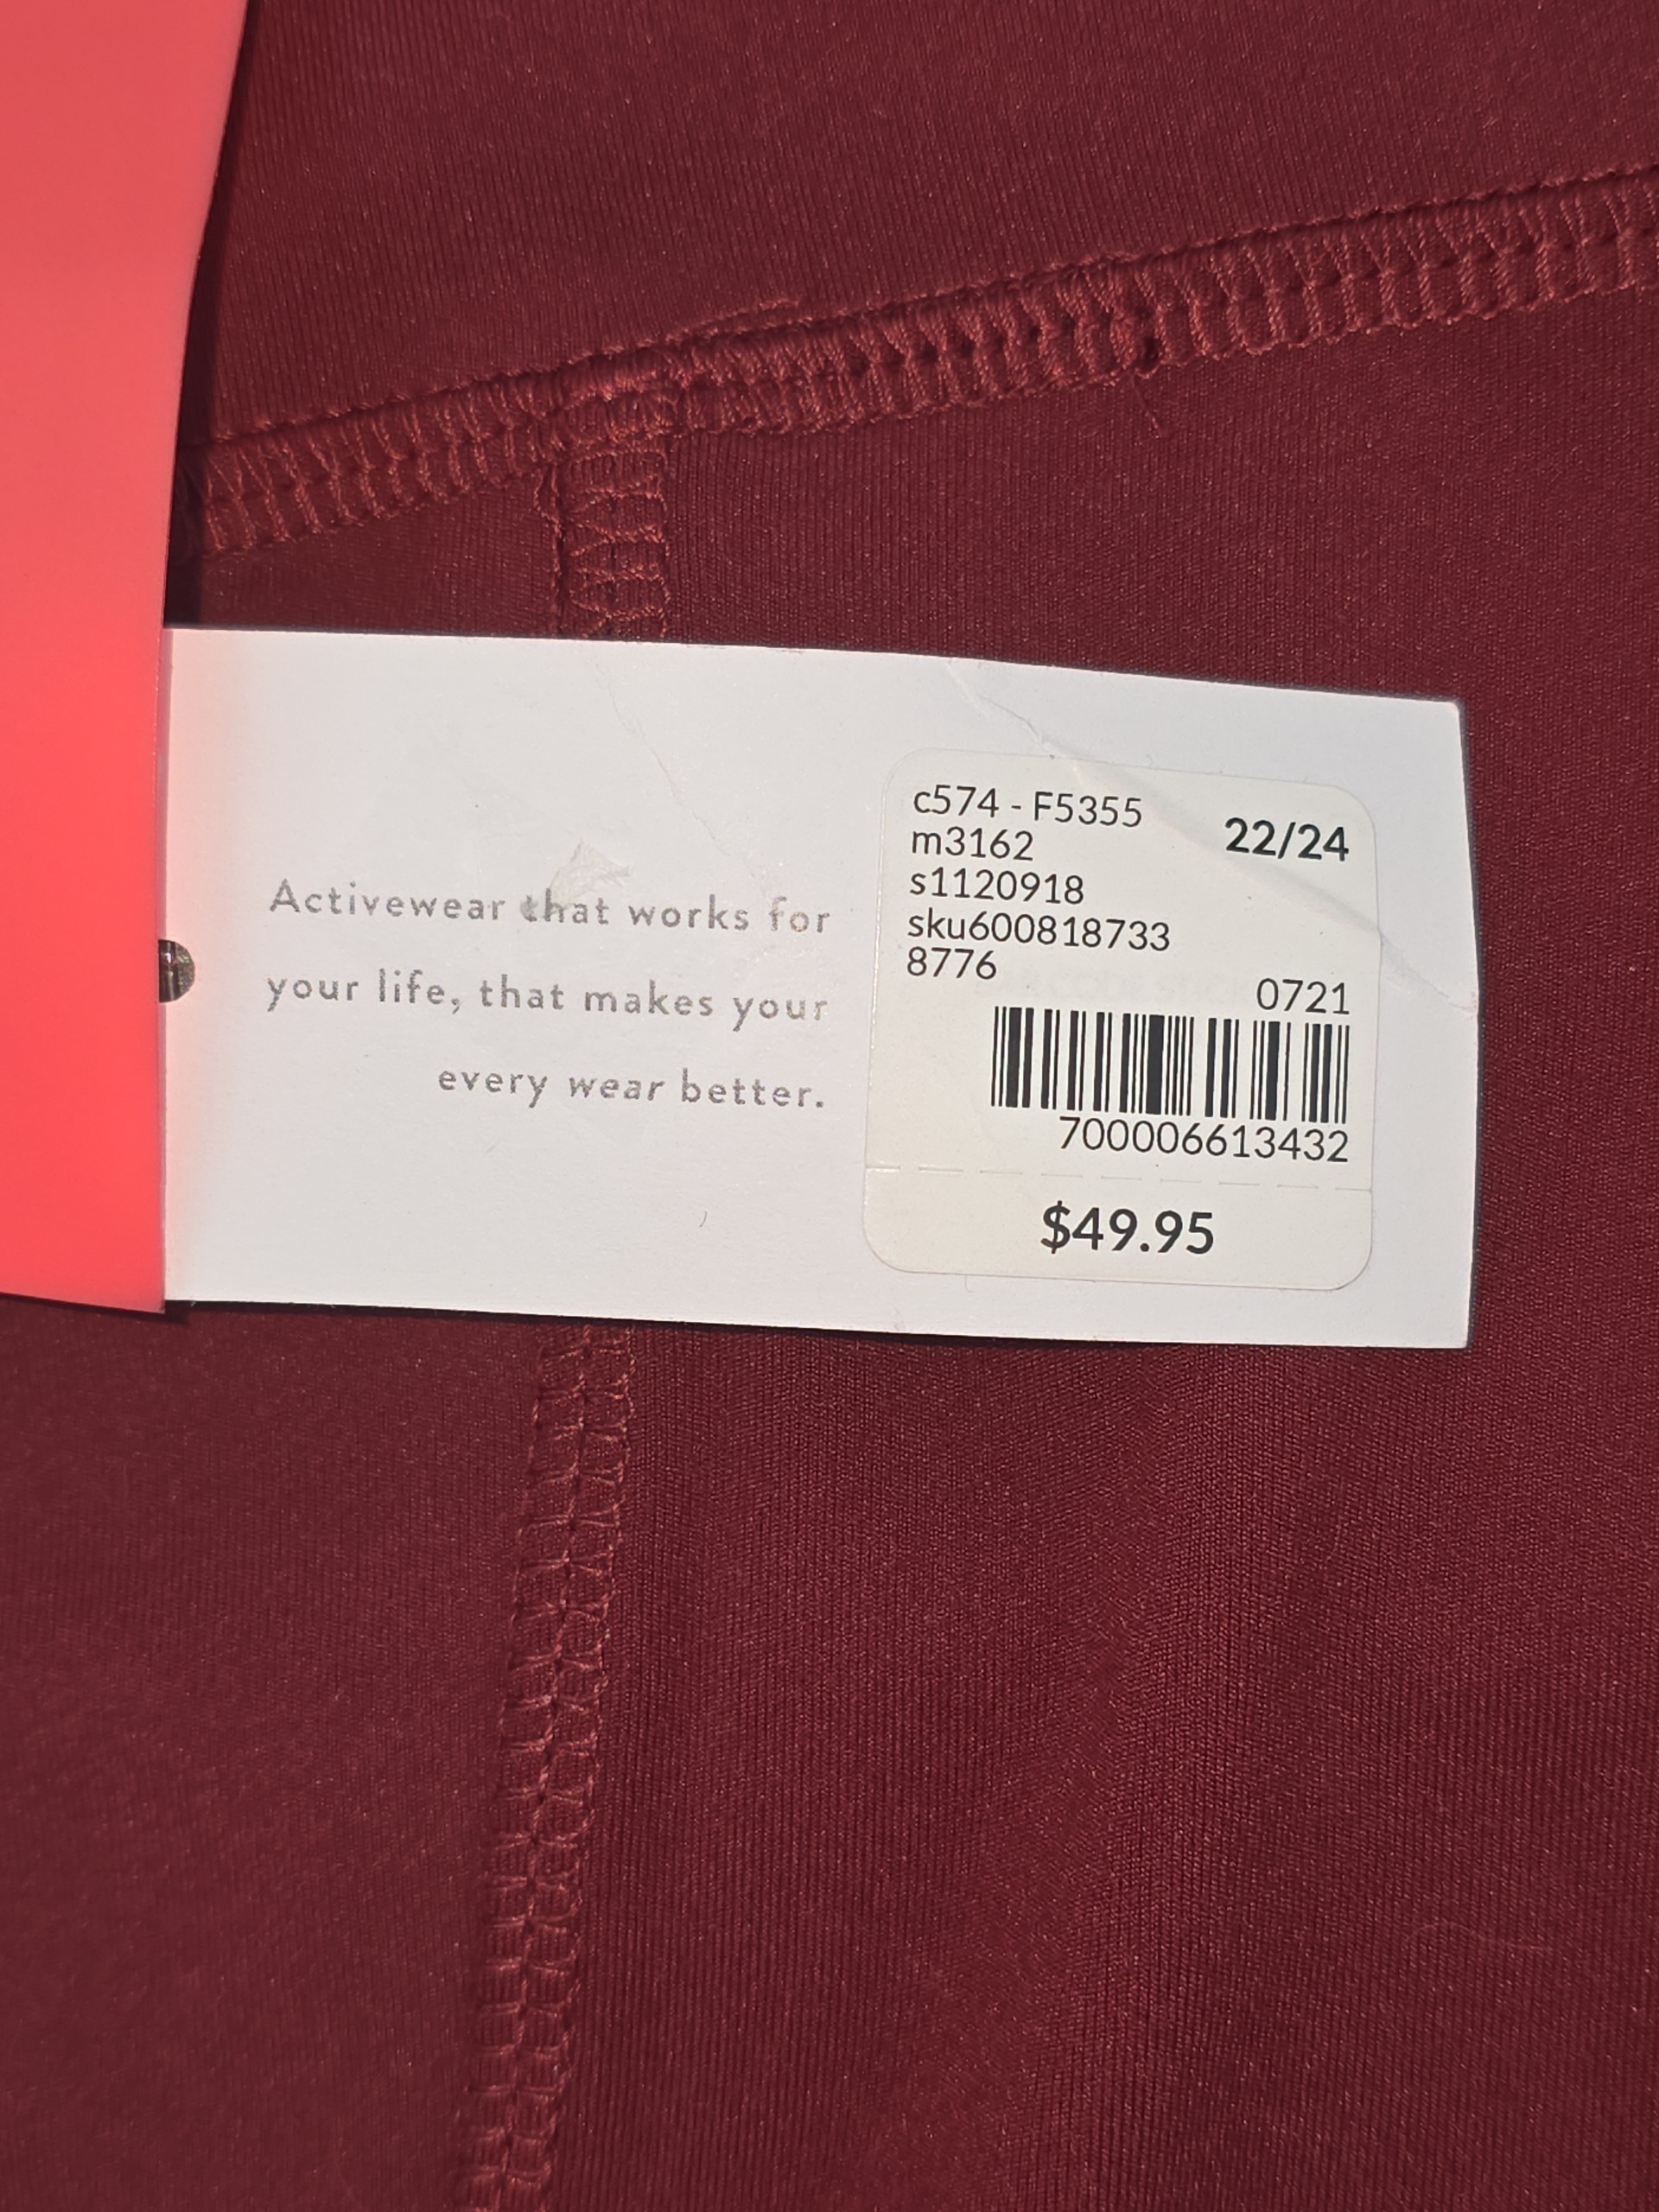 Activewear that works for
your life, that makes your
every wear better.
c574 - F5355
22/24
m3162
s1120918
sku600818733
8776
0721
700006613432
$49.95